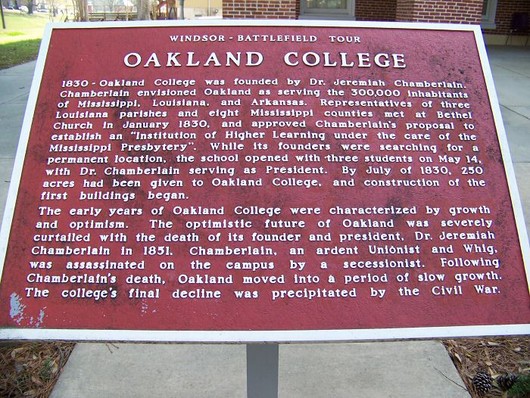 WINDSOR - BATTLEFIELD TOUR
OAKLAND COLLEGE
1830 - Oakland College was founded by Dr. Jeremiah Chamberlain.
Chamberlain envisioned Oakland as serving the 300,000 inhabitants
of Mississippi, Louisiana, and Arkansas. Representatives of three
Louisiana parishes and eight Mississippi counties met at Bethel
Church in January 1830, and approved Chamberlain's proposal to
establish an "Institution of Higher Learning under the care of the
Mississippi Presbytery". While its founders were searching for a
permanent location, the school opened with three students on May 14,
with Dr. Chamberlain serving as President. By July of 1830, 250
acres had been given to Oakland College, and construction of the
first buildings began.
The early years of Oakland College were characterized by growth
and optimism. The optimistic future of Oakland was severely
curtailed with the death of its founder and president, Dr. Jeremiah
Chamberlain in 1851. Chamberlain, an ardent Unionist and Whig,
was assassinated on the campus by a secessionist. Following
Chamberlain's death, Oakland moved into a period of slow growth.
The college's final decline was precipitated by the Civil War.